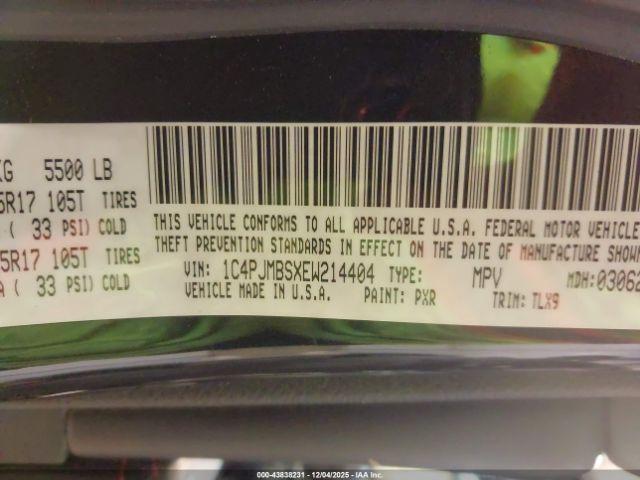 KG 5500 LB
5R17 105T TIRES
( 33 PSI) COLD
5R17 105T TIRES
A ( 33 PSI) COLD
THIS VEHICLE CONFORMS TO ALL APPLICABLE U.S.A. FEDERAL MOTOR VEHICLE
THEFT PREVENTION STANDARDS IN EFFECT ON THE DATE OF MANUFACTURE SHOWN
VIN: 1C4PJMBSXEW214404 TYPE: MPV MDH: 03062
VEHICLE MADE IN U.S.A. PAINT: PXR TRIM: TLX9
000-43838231 - 12/04/2025 - IAAI.COM